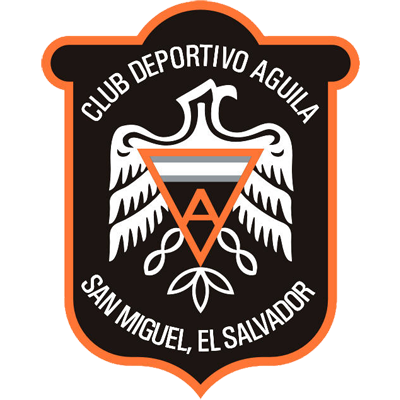 CLUB DEPORTIVO AGUILA
A
SAN MIGUEL, EL SALVADOR